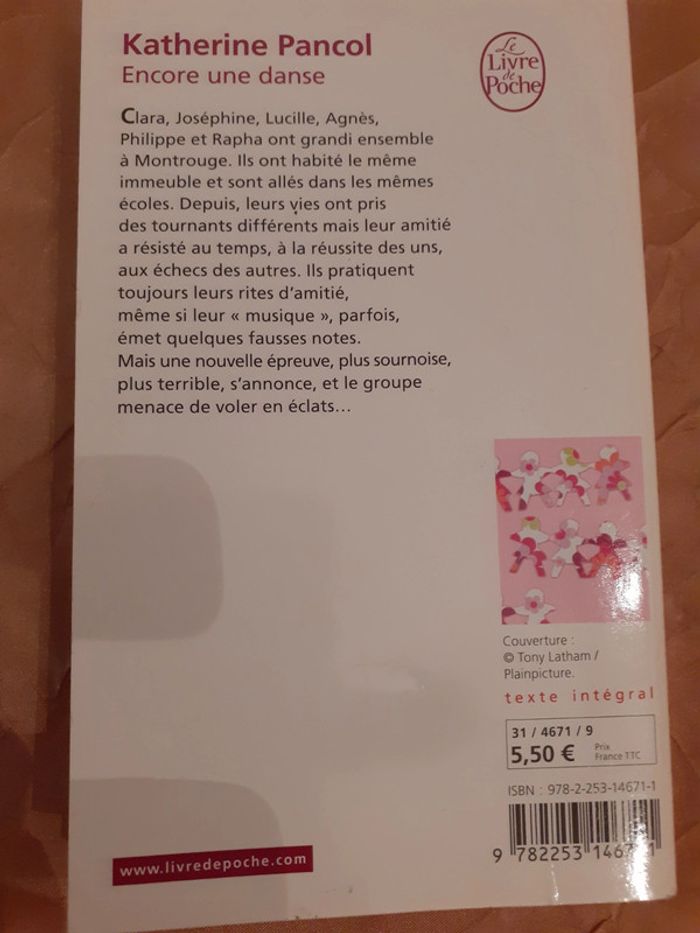 Katherine Pancol
Encore une danse
Le
Livre
de
Poche
Clara, Joséphine, Lucille, Agnès,
Philippe et Rapha ont grandi ensemble
à Montrouge. Ils ont habité le même
immeuble et sont allés dans les mêmes
écoles. Depuis, leurs vies ont pris
des tournants différents mais leur amitié
a résisté au temps, à la réussite des uns,
aux échecs des autres. Ils pratiquent
toujours leurs rites d'amitié,
même si leur « musique », parfois,
émet quelques fausses notes.
Mais une nouvelle épreuve, plus sournoise,
plus terrible, s'annonce, et le groupe
menace de voler en éclats...
Couverture :
© Tony Latham /
Plainpicture.
texte intégral
31 / 4671 / 9
5,50 € Prix
France TTC
ISBN : 978-2-253-14671-1
9 782253 146711
www.livredepoche.com